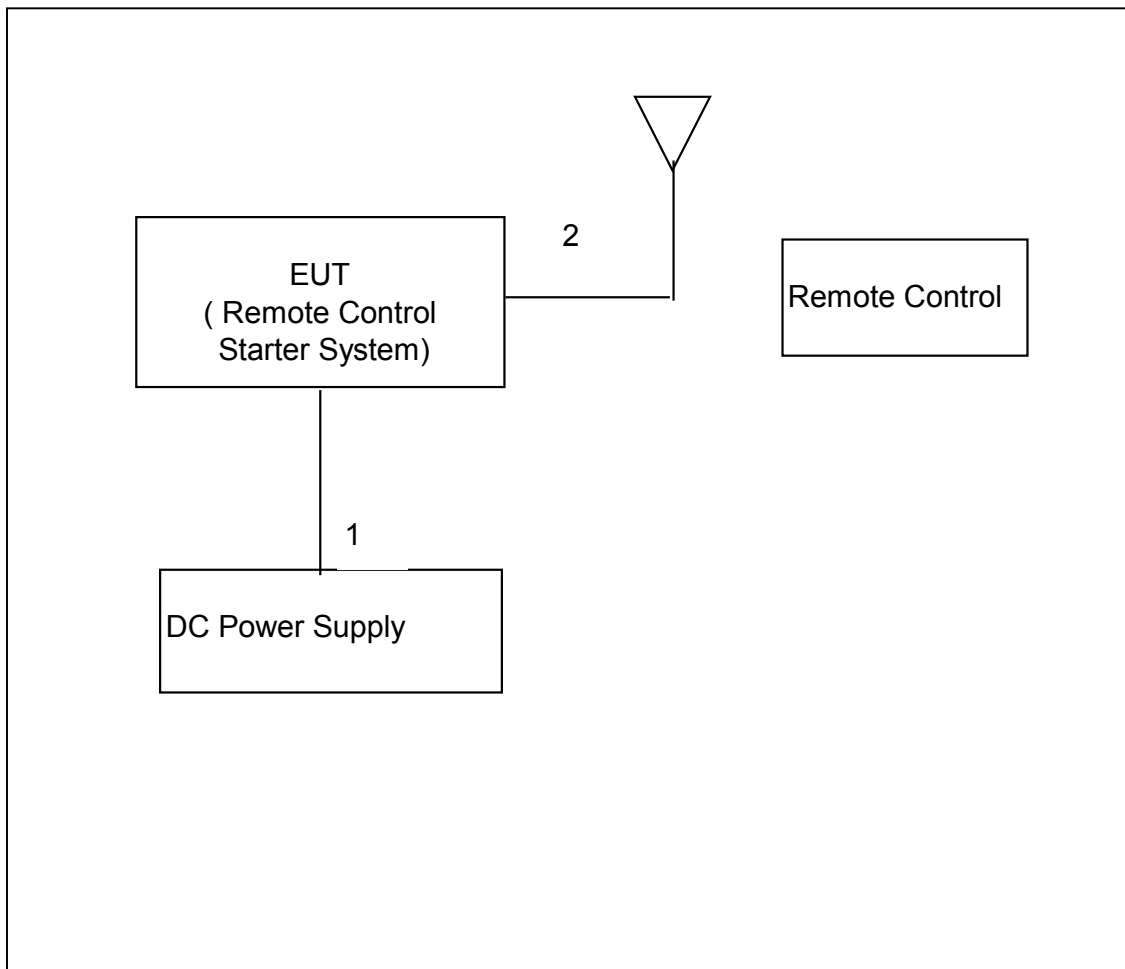 2
EUT
( Remote Control
Starter System)
Remote Control
1
DC Power Supply